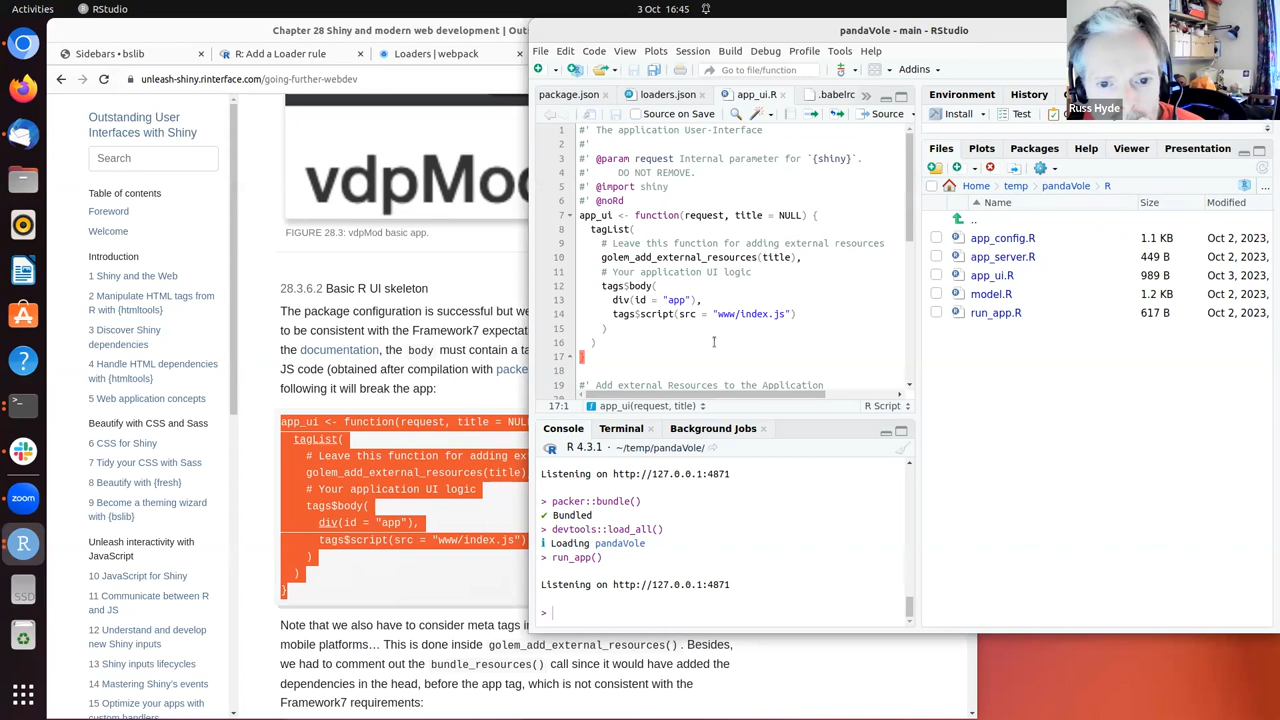 Activities
RStudio
3 Oct 16:45
Chapter 28 Shiny and modern web development | Out
Sidebars • bslib
R: Add a Loader rule
Loaders | webpack
unleash-shiny.rinterface.com/going-further-webdev
Outstanding User
Interfaces with Shiny
Search
Table of contents
Foreword
Welcome
Introduction
1 Shiny and the Web
2 Manipulate HTML tags from
R with {htmltools}
3 Discover Shiny
dependencies
4 Handle HTML dependencies
with {htmltools}
5 Web application concepts
Beautify with CSS and Sass
6 CSS for Shiny
7 Tidy your CSS with Sass
8 Beautify with {fresh}
9 Become a theming wizard
with {bslib}
Unleash interactivity with
JavaScript
10 JavaScript for Shiny
11 Communicate between R
and JS
12 Understand and develop
new Shiny inputs
13 Shiny inputs lifecycles
14 Mastering Shiny's events
15 Optimize your apps with
custom handlers
vdpMo
FIGURE 28.3: vdpMod basic app.
28.3.6.2 Basic R UI skeleton
The package configuration is successful but we
to be consistent with the Framework7 expectat
the documentation, the body must contain a ta
JS code (obtained after compilation with packe
following it will break the app:
app_ui <- function(request, title = NULL
tagList(
# Leave this function for adding ex
golem_add_external_resources(title)
# Your application UI logic
tags$body(
div(id = "app"),
tags$script(src = "www/index.js")
)
)
}
Note that we also have to consider meta tags i
mobile platforms… This is done inside golem_add_external_resources() . Besides,
we had to comment out the bundle_resources() call since it would have added the
dependencies in the head, before the app tag, which is not consistent with the
Framework7 requirements:
pandaVole - main - RStudio
File Edit Code View Plots Session Build Debug Profile Tools Help
Go to file/function
Addins
package.json
loaders.json
app_ui.R
.babelrc
Source on Save
Source
1 #' The application User-Interface
2 #'
3 #' @param request Internal parameter for `{shiny}`.
4 #' DO NOT REMOVE.
5 #' @import shiny
6 #' @noRd
7 app_ui <- function(request, title = NULL) {
8 tagList(
9 # Leave this function for adding external resources
10 golem_add_external_resources(title),
11 # Your application UI logic
12 tags$body(
13 div(id = "app"),
14 tags$script(src = "www/index.js")
15 )
16 )
17 }
18
19 #' Add external Resources to the Application
17:1 app_ui(request, title) R Script
Console Terminal Background Jobs
R 4.3.1 · ~/temp/pandaVole/
Listening on http://127.0.0.1:4871
> packer::bundle()
✔ Bundled
> devtools::load_all()
ℹ Loading pandaVole
> run_app()
Listening on http://127.0.0.1:4871
>
Environment History
Install Test
Files Plots Packages Help Viewer Presentation
Home temp pandaVole R
Name Size Modified
..
app_config.R 1.1 KB Oct 2, 2023,
app_server.R 449 B Oct 2, 2023,
app_ui.R 989 B Oct 3, 2023,
model.R 1.2 KB Oct 2, 2023,
run_app.R 617 B Oct 2, 2023,
Russ Hyde
zoom
SSD